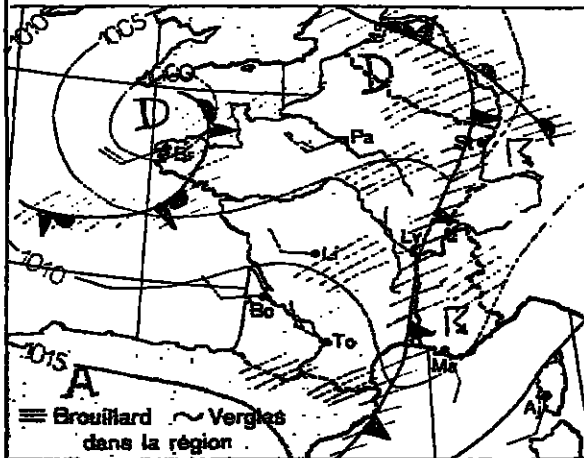 1010
1005
1000
D
D
Br
Pa
St
Li
Ly
Bo
1010
To
Ma
1015
A
Aj
Brouillard Verglas
dans la région